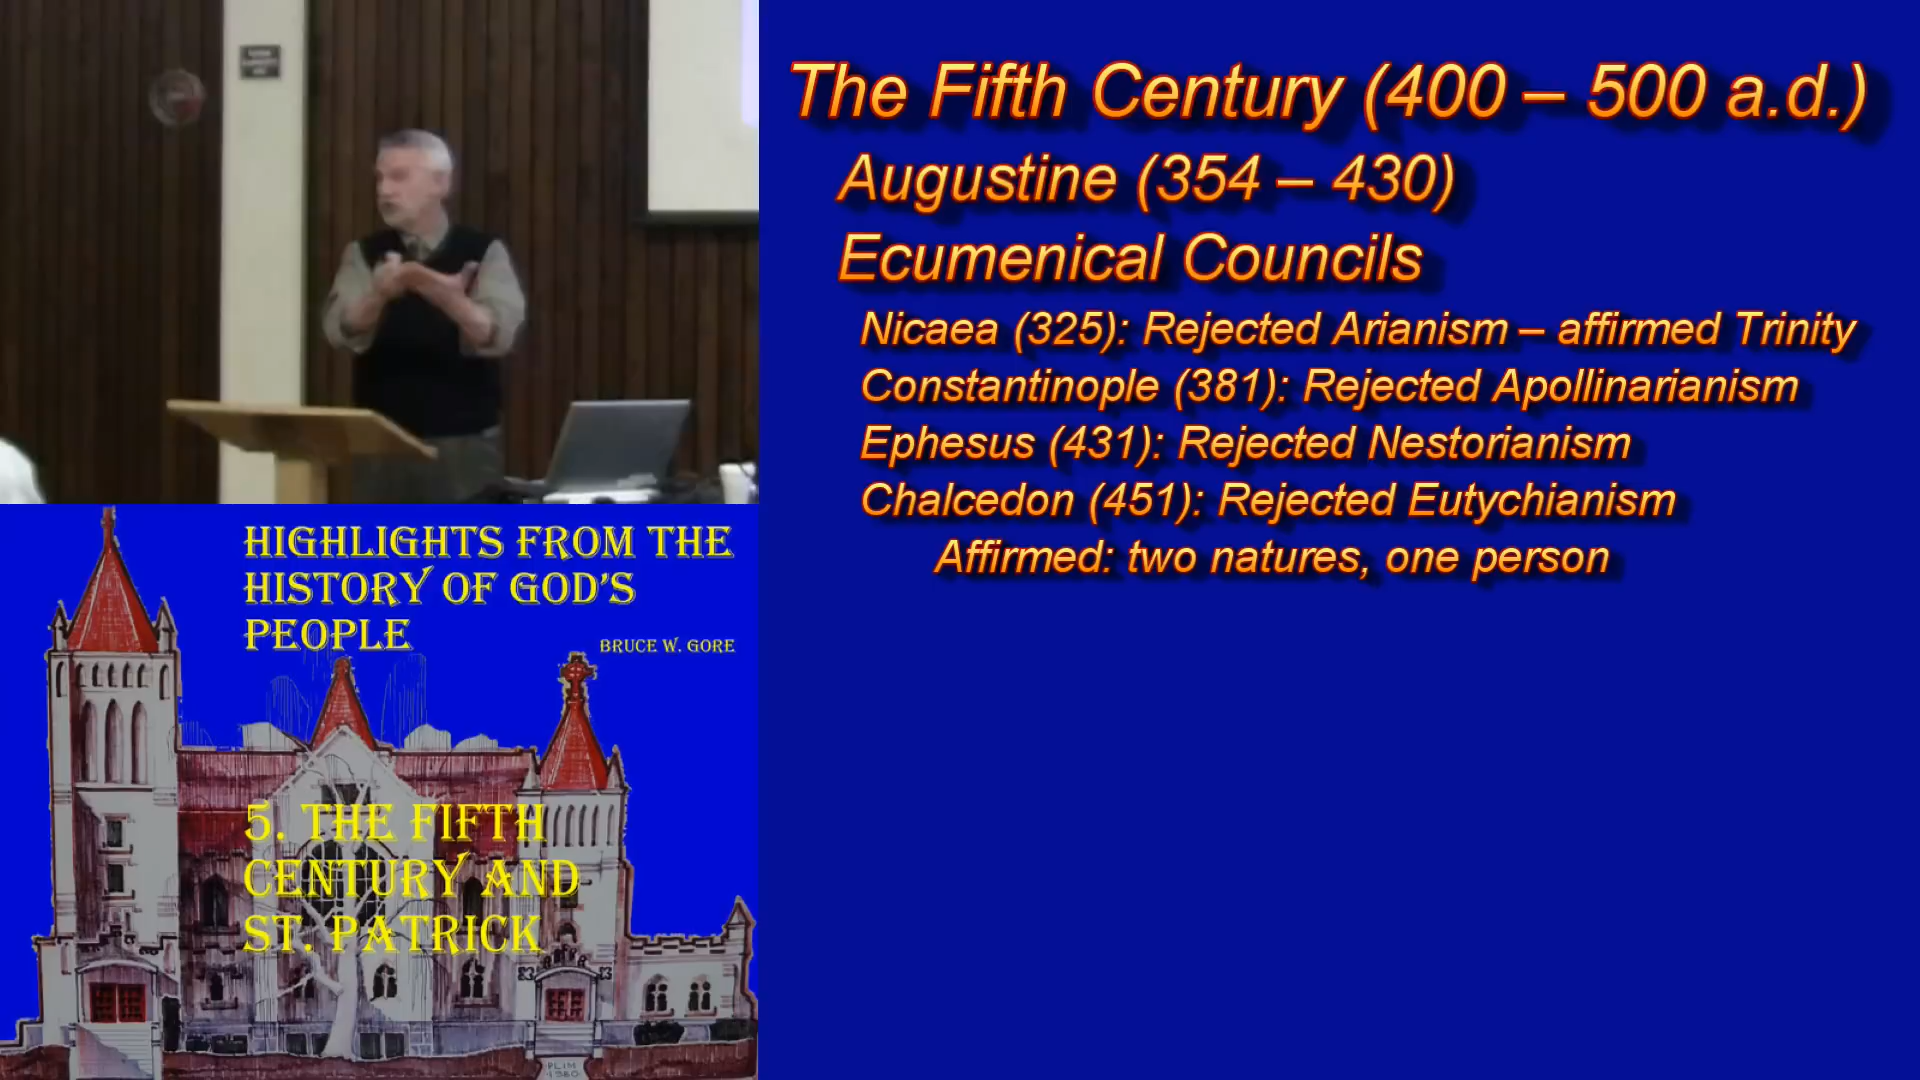 The Fifth Century (400 – 500 a.d.)
Augustine (354 – 430)
Ecumenical Councils
Nicaea (325): Rejected Arianism – affirmed Trinity
Constantinople (381): Rejected Apollinarianism
Ephesus (431): Rejected Nestorianism
Chalcedon (451): Rejected Eutychianism
Affirmed: two natures, one person
HIGHLIGHTS FROM THE
HISTORY OF GOD'S
PEOPLE
BRUCE W. GORE
5. THE FIFTH
CENTURY AND
ST. PATRICK